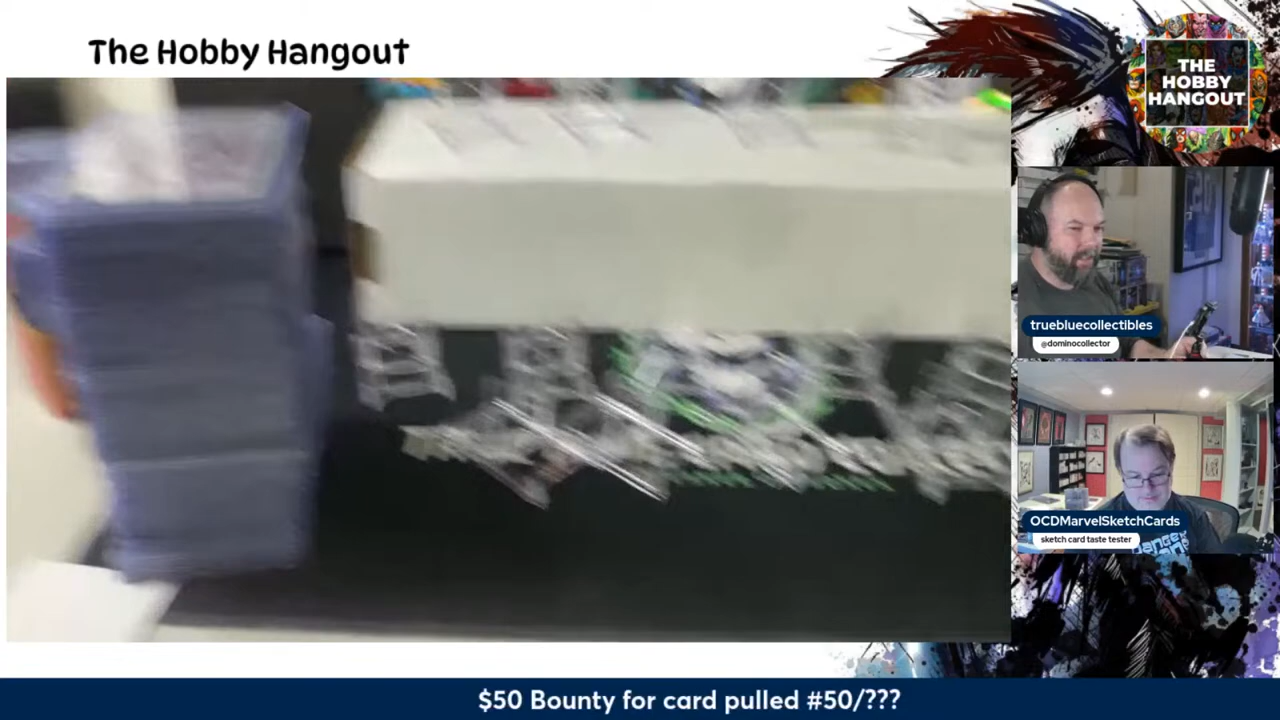 The Hobby Hangout
THE
HOBBY
HANGOUT
truebluecollectibles
@dominocollector
OCDMarvelSketchCards
sketch card taste tester
$50 Bounty for card pulled #50/???